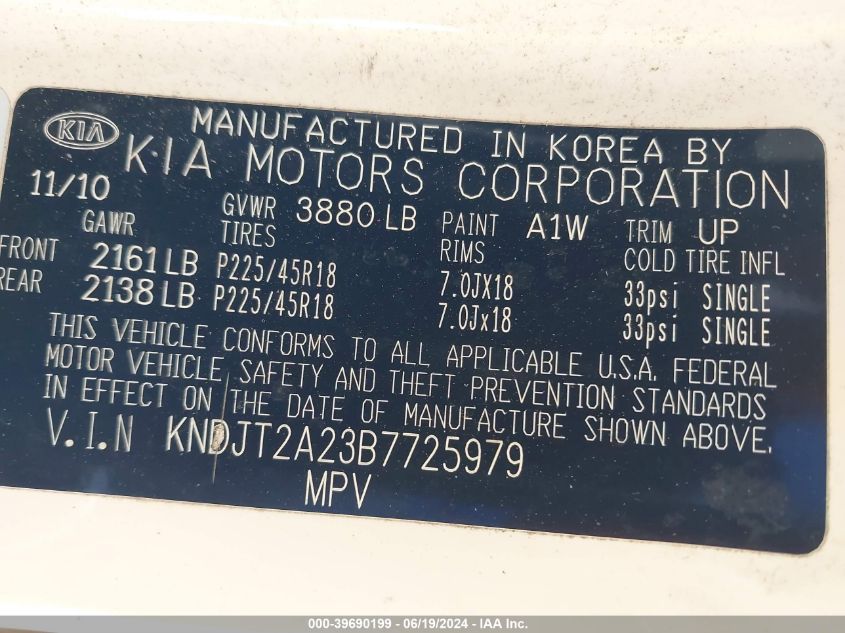 KIA
MANUFACTURED IN KOREA BY
KIA MOTORS CORPORATION
11/10 GVWR 3880 LB PAINT A1W TRIM UP
GAWR TIRES RIMS COLD TIRE INFL
FRONT 2161 LB P225/45R18 7.0JX18 33psi SINGLE
REAR 2138 LB P225/45R18 7.0Jx18 33psi SINGLE
THIS VEHICLE CONFORMS TO ALL APPLICABLE U.S.A. FEDERAL
MOTOR VEHICLE SAFETY AND THEFT PREVENTION STANDARDS
IN EFFECT ON THE DATE OF MANUFACTURE SHOWN ABOVE.
V.I.N KNDJT2A23B7725979
MPV
000-39690199 - 06/19/2024 - IAA Inc.